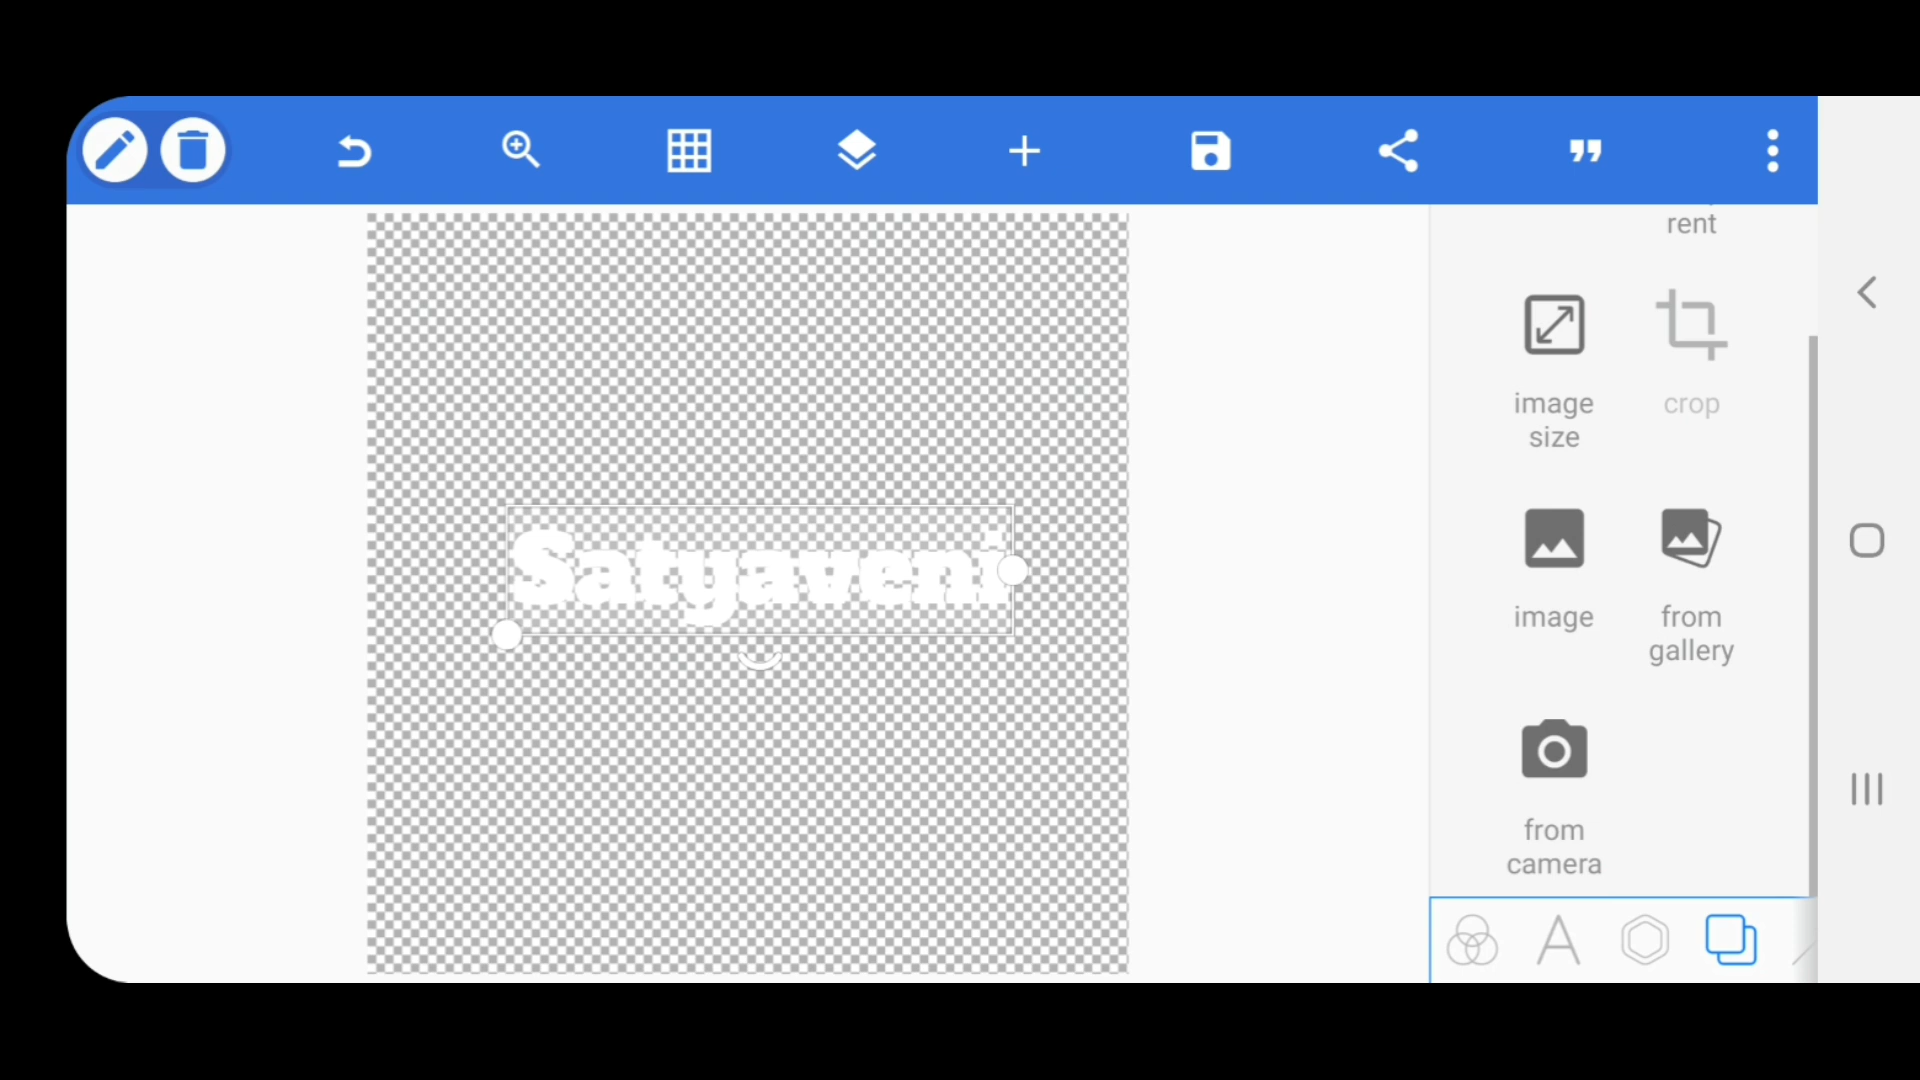 rent
image
size
crop
Satyaveni
image
from
gallery
from
camera